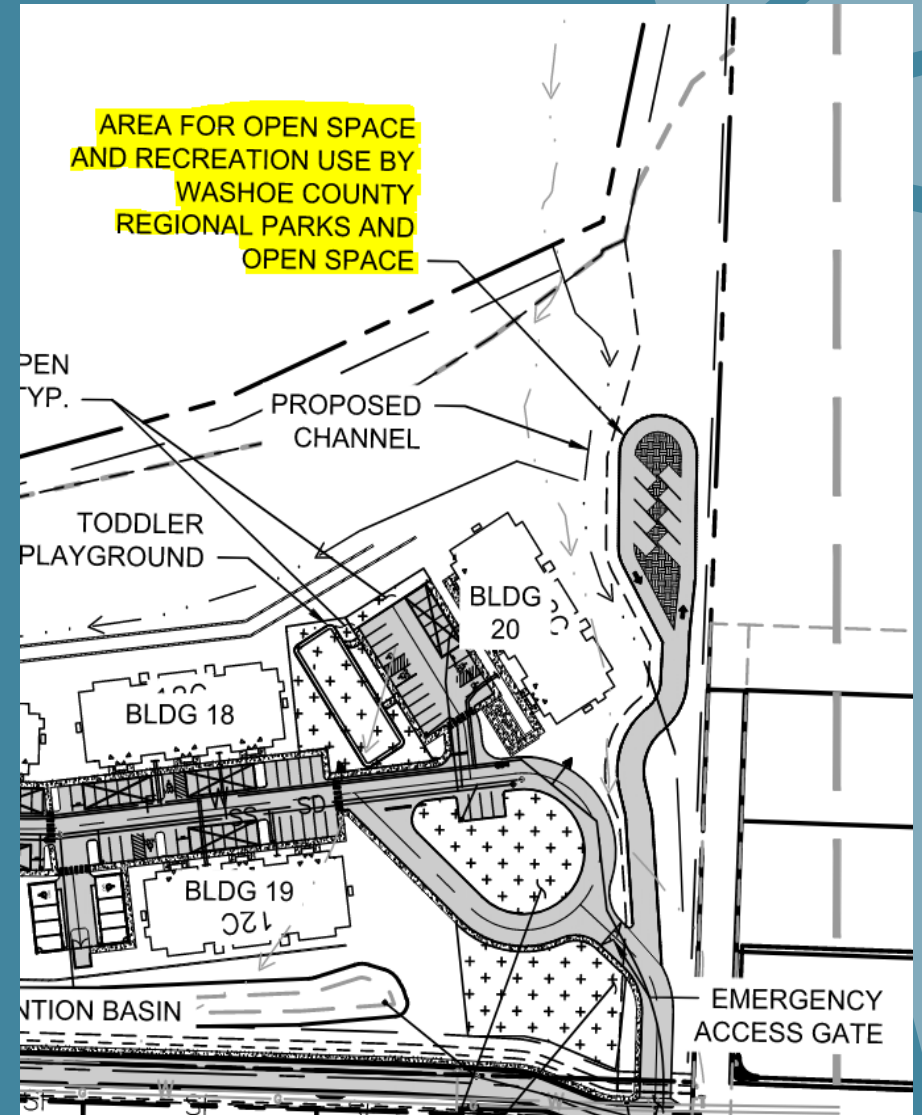 AREA FOR OPEN SPACE
AND RECREATION USE BY
WASHOE COUNTY
REGIONAL PARKS AND
OPEN SPACE
PEN
YP.
PROPOSED
CHANNEL
TODDLER
PLAYGROUND
BLDG
20
BLDG 18
W
SS
SD
BLDG 19
12C
NTION BASIN
EMERGENCY
ACCESS GATE
W